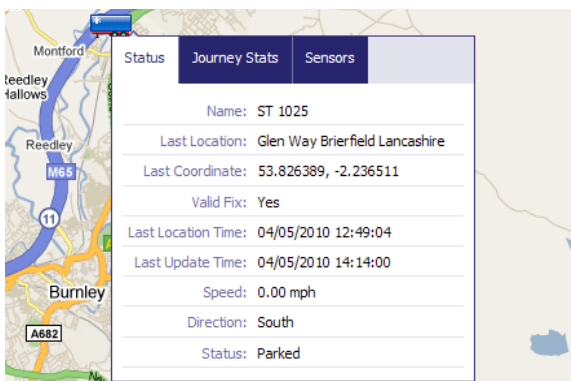 Montford
Reedley
Hallows
Reedley
M65
11
Burnley
A682
Status Journey Stats Sensors
Name: ST 1025
Last Location: Glen Way Brierfield Lancashire
Last Coordinate: 53.826389, -2.236511
Valid Fix: Yes
Last Location Time: 04/05/2010 12:49:04
Last Update Time: 04/05/2010 14:14:00
Speed: 0.00 mph
Direction: South
Status: Parked